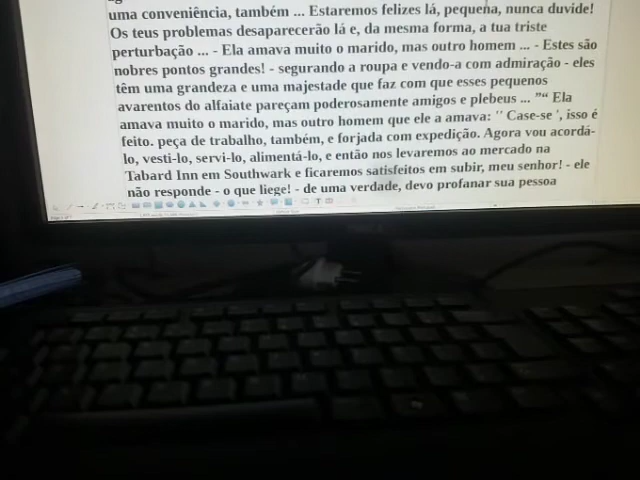 uma conveniência, também ... Estaremos felizes lá, pequena, nunca duvide!
Os teus problemas desaparecerão lá e, da mesma forma, a tua triste
perturbação ... - Ela amava muito o marido, mas outro homem ... - Estes são
nobres pontos grandes! - segurando a roupa e vendo-a com admiração - eles
têm uma grandeza e uma majestade que faz com que esses pequenos
avarentos do alfaiate pareçam poderosamente amigos e plebeus ... ”“ Ela
amava muito o marido, mas outro homem que ele a amava: '' Case-se ', isso é
feito. peça de trabalho, também, e forjada com expedição. Agora vou acordá-
lo, vesti-lo, servi-lo, alimentá-lo, e então nos levaremos ao mercado na
Tabard Inn em Southwark e ficaremos satisfeitos em subir, meu senhor! - ele
não responde - o que liege! - de uma verdade, devo profanar sua pessoa